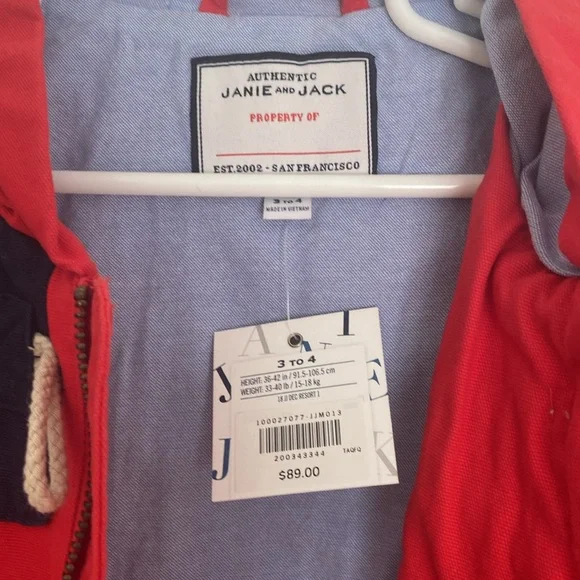 AUTHENTIC
JANIE AND JACK
PROPERTY OF
EST.2002 - SAN FRANCISCO
3 TO 4
MADE IN VIETNAM
3 TO 4
HEIGHT: 36-42 in / 91.5-106.5 cm
WEIGHT: 33-40 lb / 15-18 kg
18 JJ DEC RESORT 1
100027077-JJM013
200343344
TAQFQ
$89.00